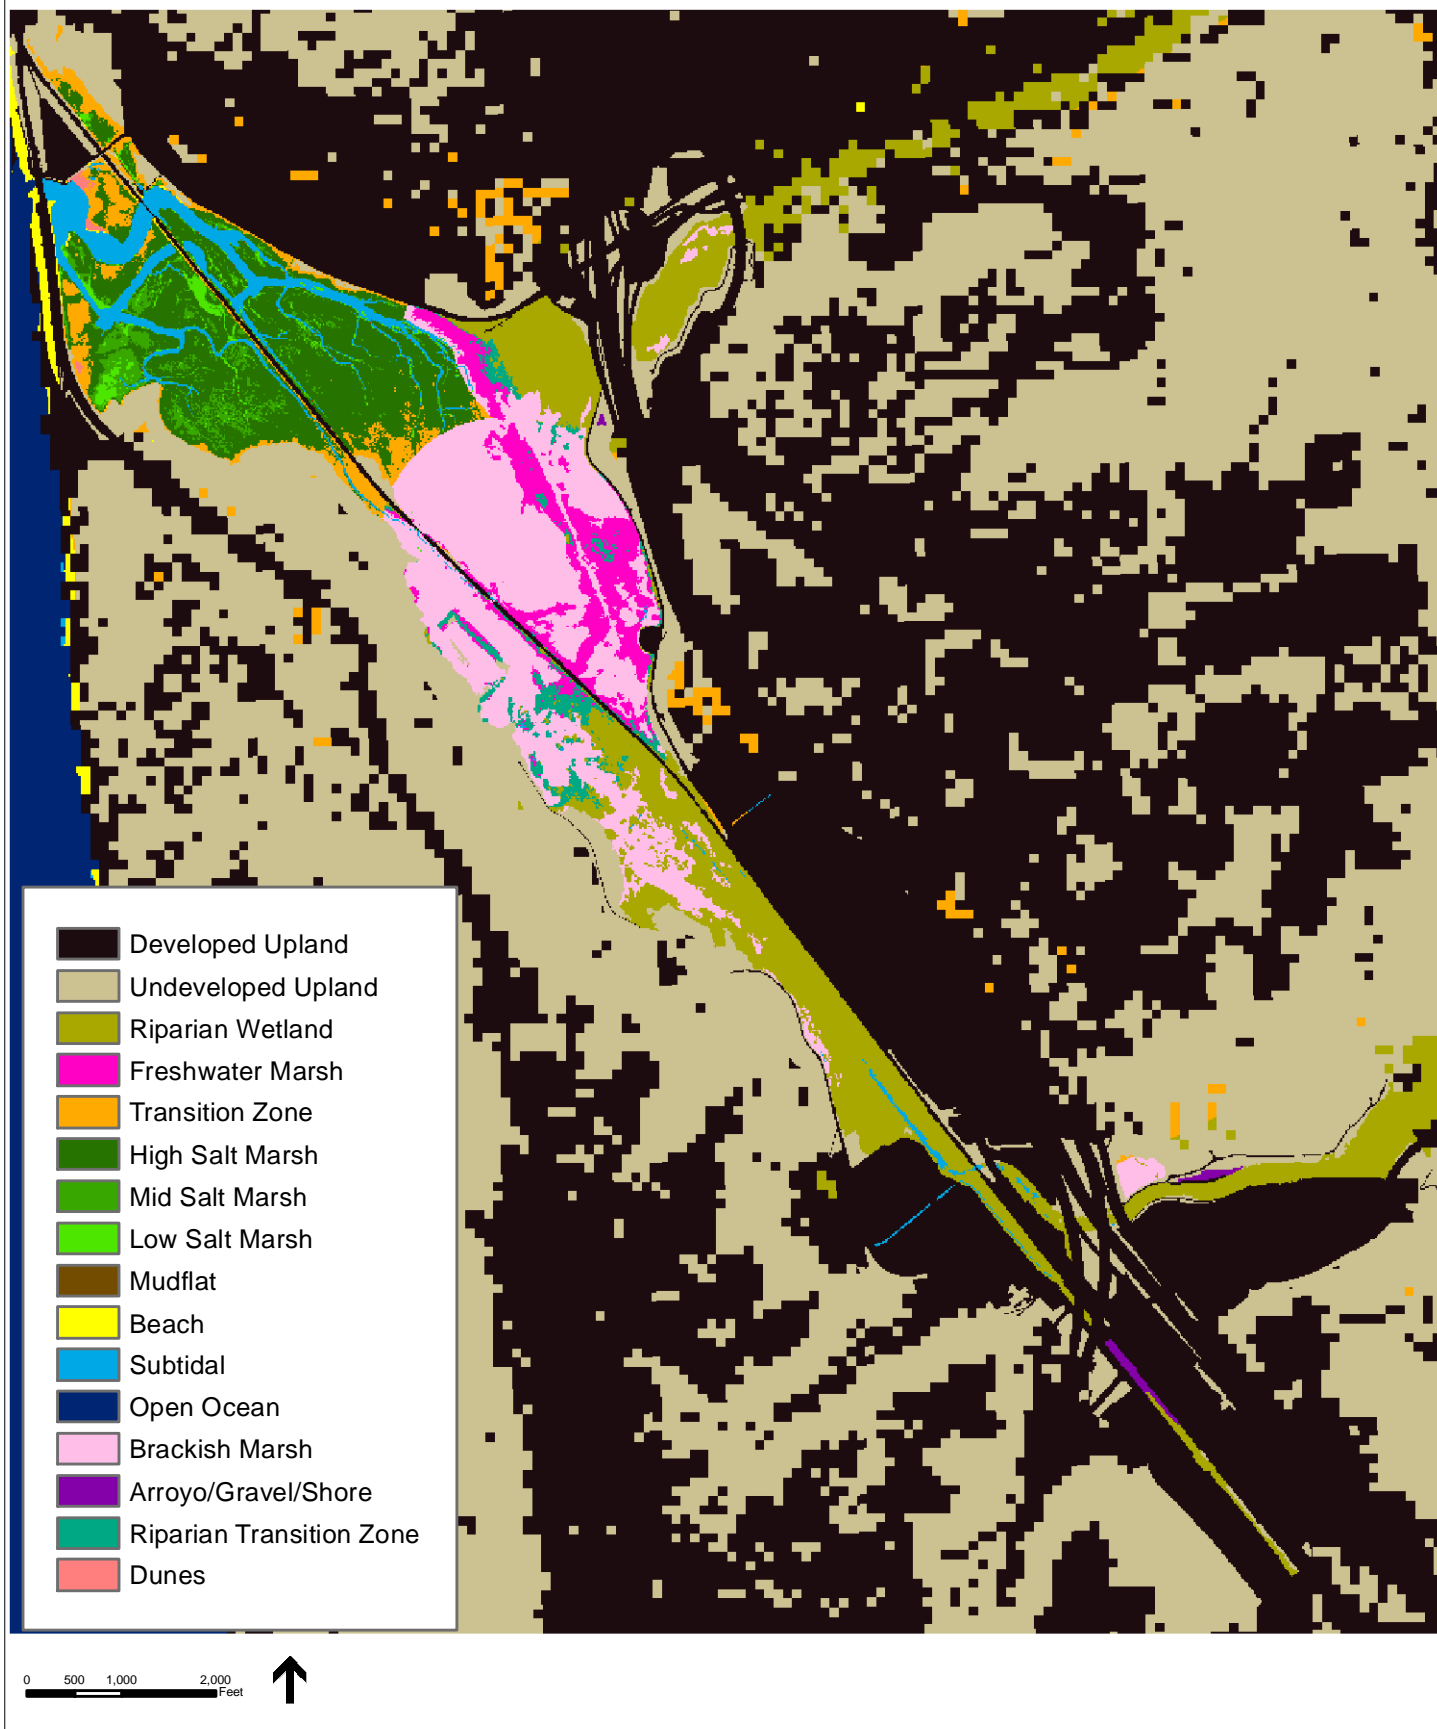 Developed Upland
Undeveloped Upland
Riparian Wetland
Freshwater Marsh
Transition Zone
High Salt Marsh
Mid Salt Marsh
Low Salt Marsh
Mudflat
Beach
Subtidal
Open Ocean
Brackish Marsh
Arroyo/Gravel/Shore
Riparian Transition Zone
Dunes
0 500 1,000 2,000
Feet